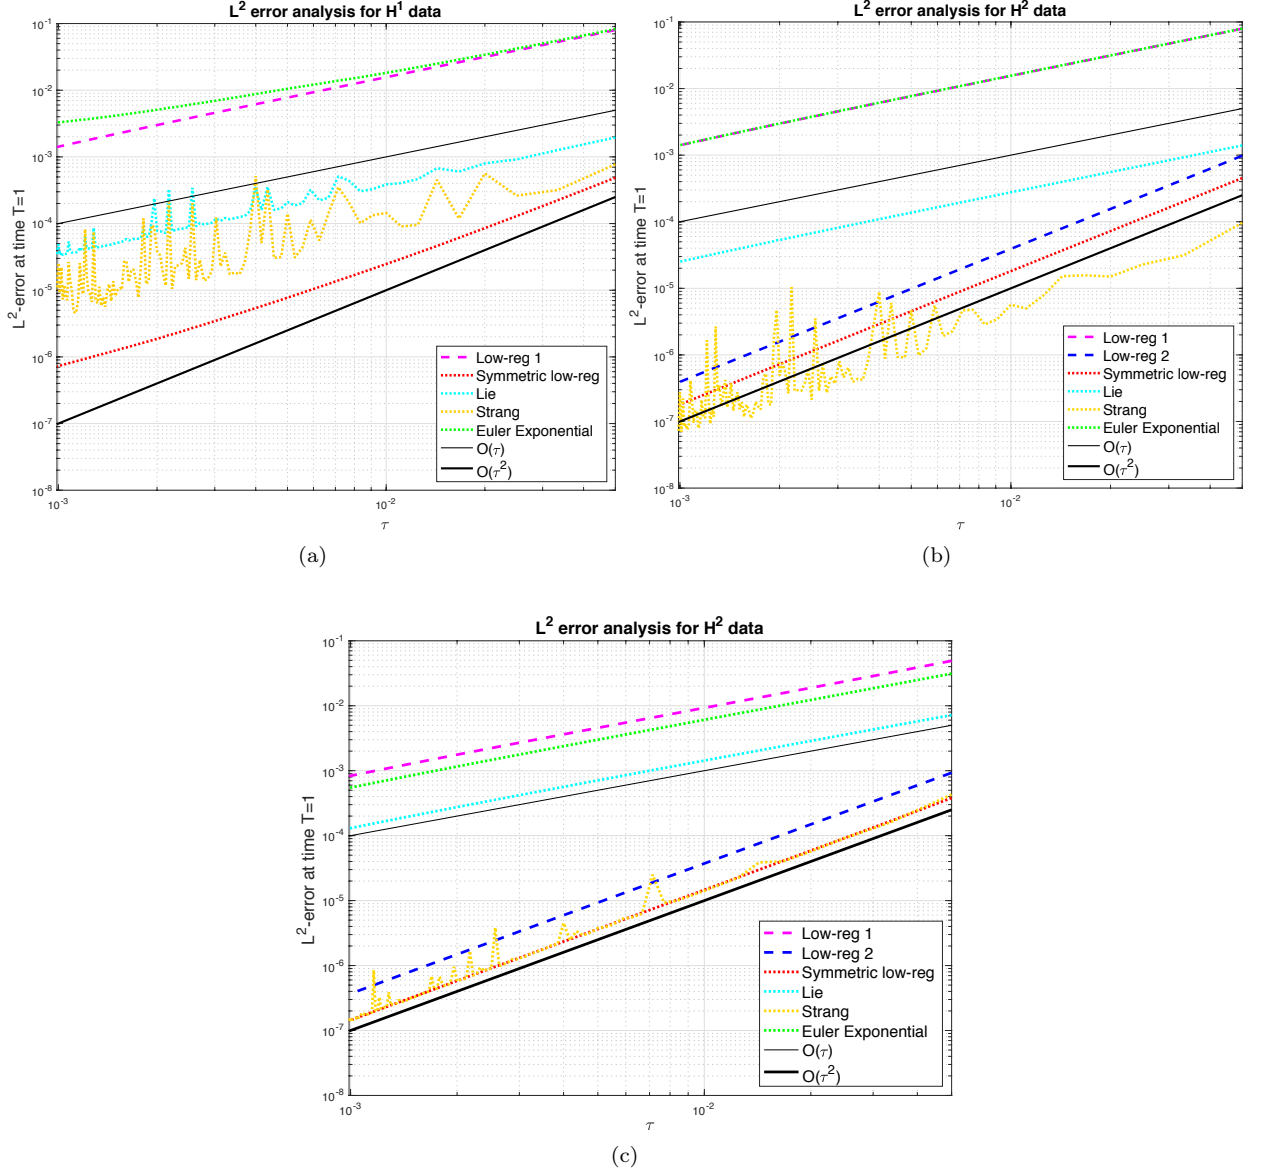 L² error analysis for H¹ data
10⁻¹
10⁻²
10⁻³
10⁻⁴
10⁻⁵
10⁻⁶
10⁻⁷
10⁻⁸
L²-error at time T=1
Low-reg 1
Symmetric low-reg
Lie
Strang
Euler Exponential
O(τ)
O(τ²)
10⁻³
10⁻²
τ
(a)
L² error analysis for H² data
10⁻¹
10⁻²
10⁻³
10⁻⁴
10⁻⁵
10⁻⁶
10⁻⁷
10⁻⁸
L²-error at time T=1
Low-reg 1
Low-reg 2
Symmetric low-reg
Lie
Strang
Euler Exponential
O(τ)
O(τ²)
10⁻³
10⁻²
τ
(b)
L² error analysis for H² data
10⁻¹
10⁻²
10⁻³
10⁻⁴
10⁻⁵
10⁻⁶
10⁻⁷
10⁻⁸
L²-error at time T=1
Low-reg 1
Low-reg 2
Symmetric low-reg
Lie
Strang
Euler Exponential
O(τ)
O(τ²)
10⁻³
10⁻²
τ
(c)